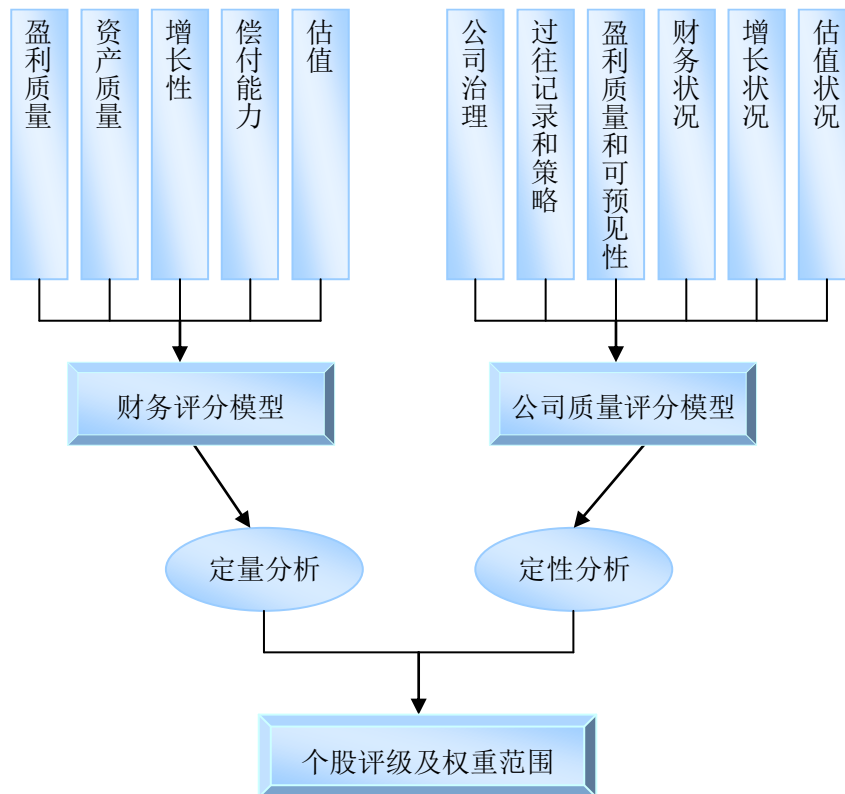 盈利质量
资产质量
增长性
偿付能力
估值
公司治理
过往记录和策略
盈利质量和可预见性
财务状况
增长状况
估值状况
财务评分模型
公司质量评分模型
定量分析
定性分析
个股评级及权重范围